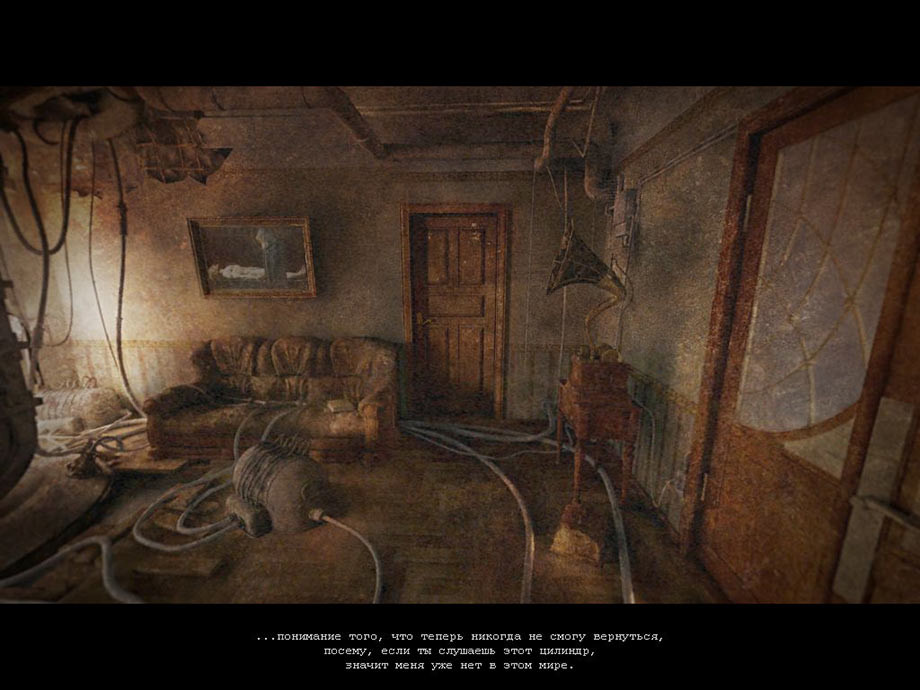 ...понимание того, что теперь никогда не смогу вернуться,
посему, если ты слушаешь этот цилиндр,
значит меня уже нет в этом мире.